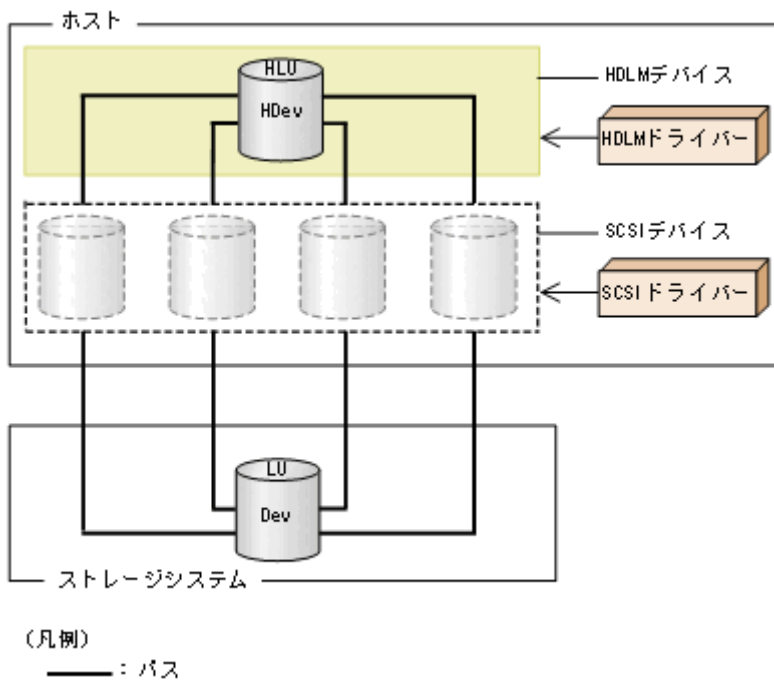 ホスト
HLU
HDev
HDLMデバイス
HDLMドライバー
SCSIデバイス
SCSIドライバー
LU
Dev
ストレージシステム
(凡例)
：パス